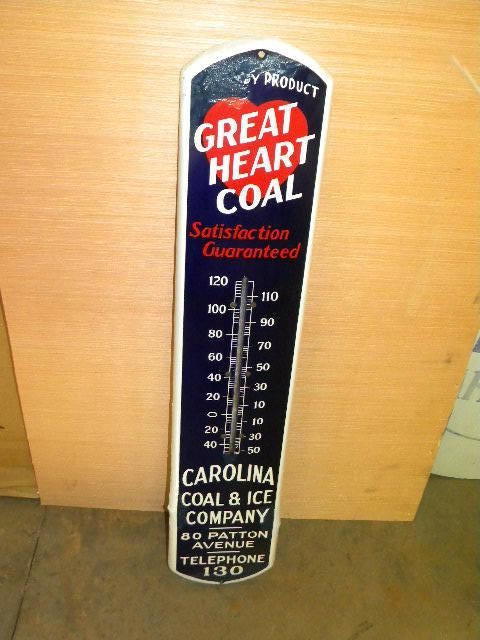 BY PRODUCT
GREAT
HEART
COAL
Satisfaction
Guaranteed
120
110
100
90
80
70
60
50
40
30
20
10
0
10
20
30
40
50
CAROLINA
COAL & ICE
COMPANY
80 PATTON
AVENUE
TELEPHONE
130